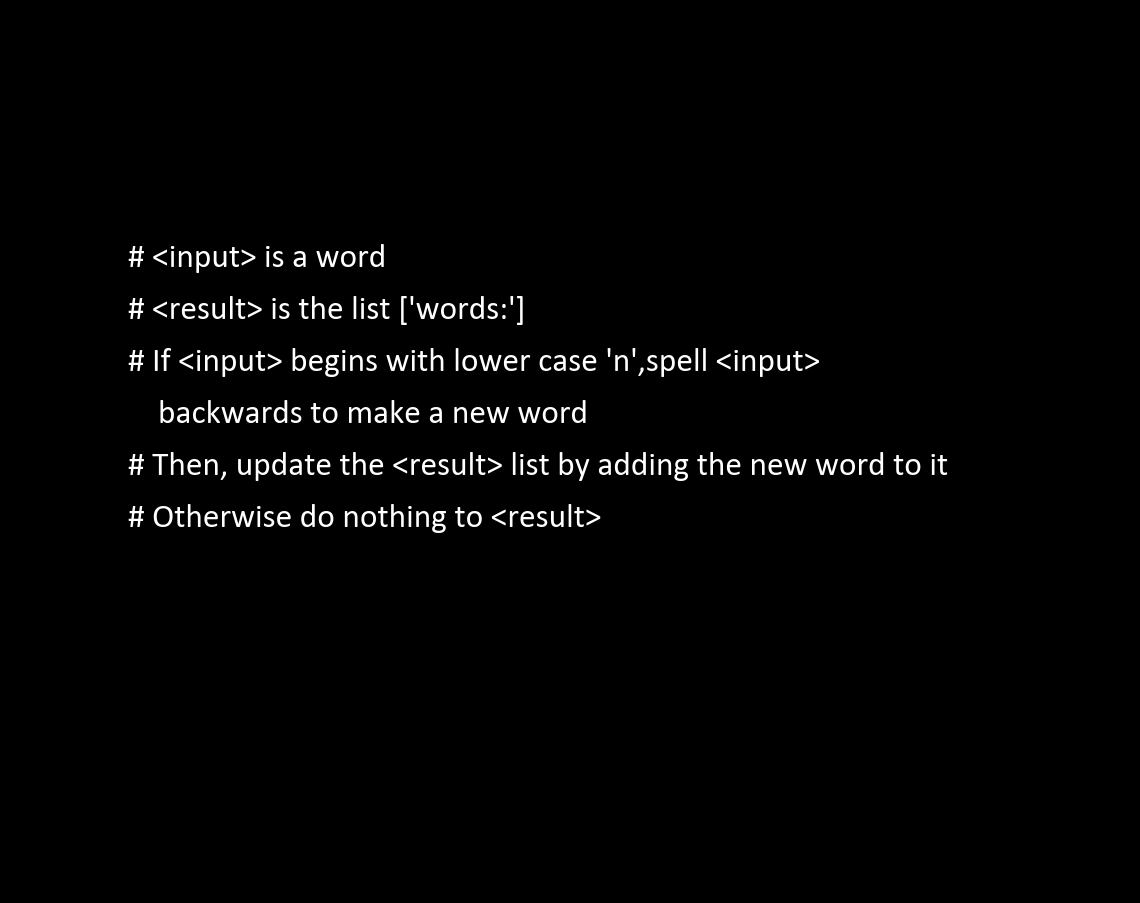 # <input> is a word
# <result> is the list ['words:']
# If <input> begins with lower case 'n',spell <input>
backwards to make a new word
# Then, update the <result> list by adding the new word to it
# Otherwise do nothing to <result>